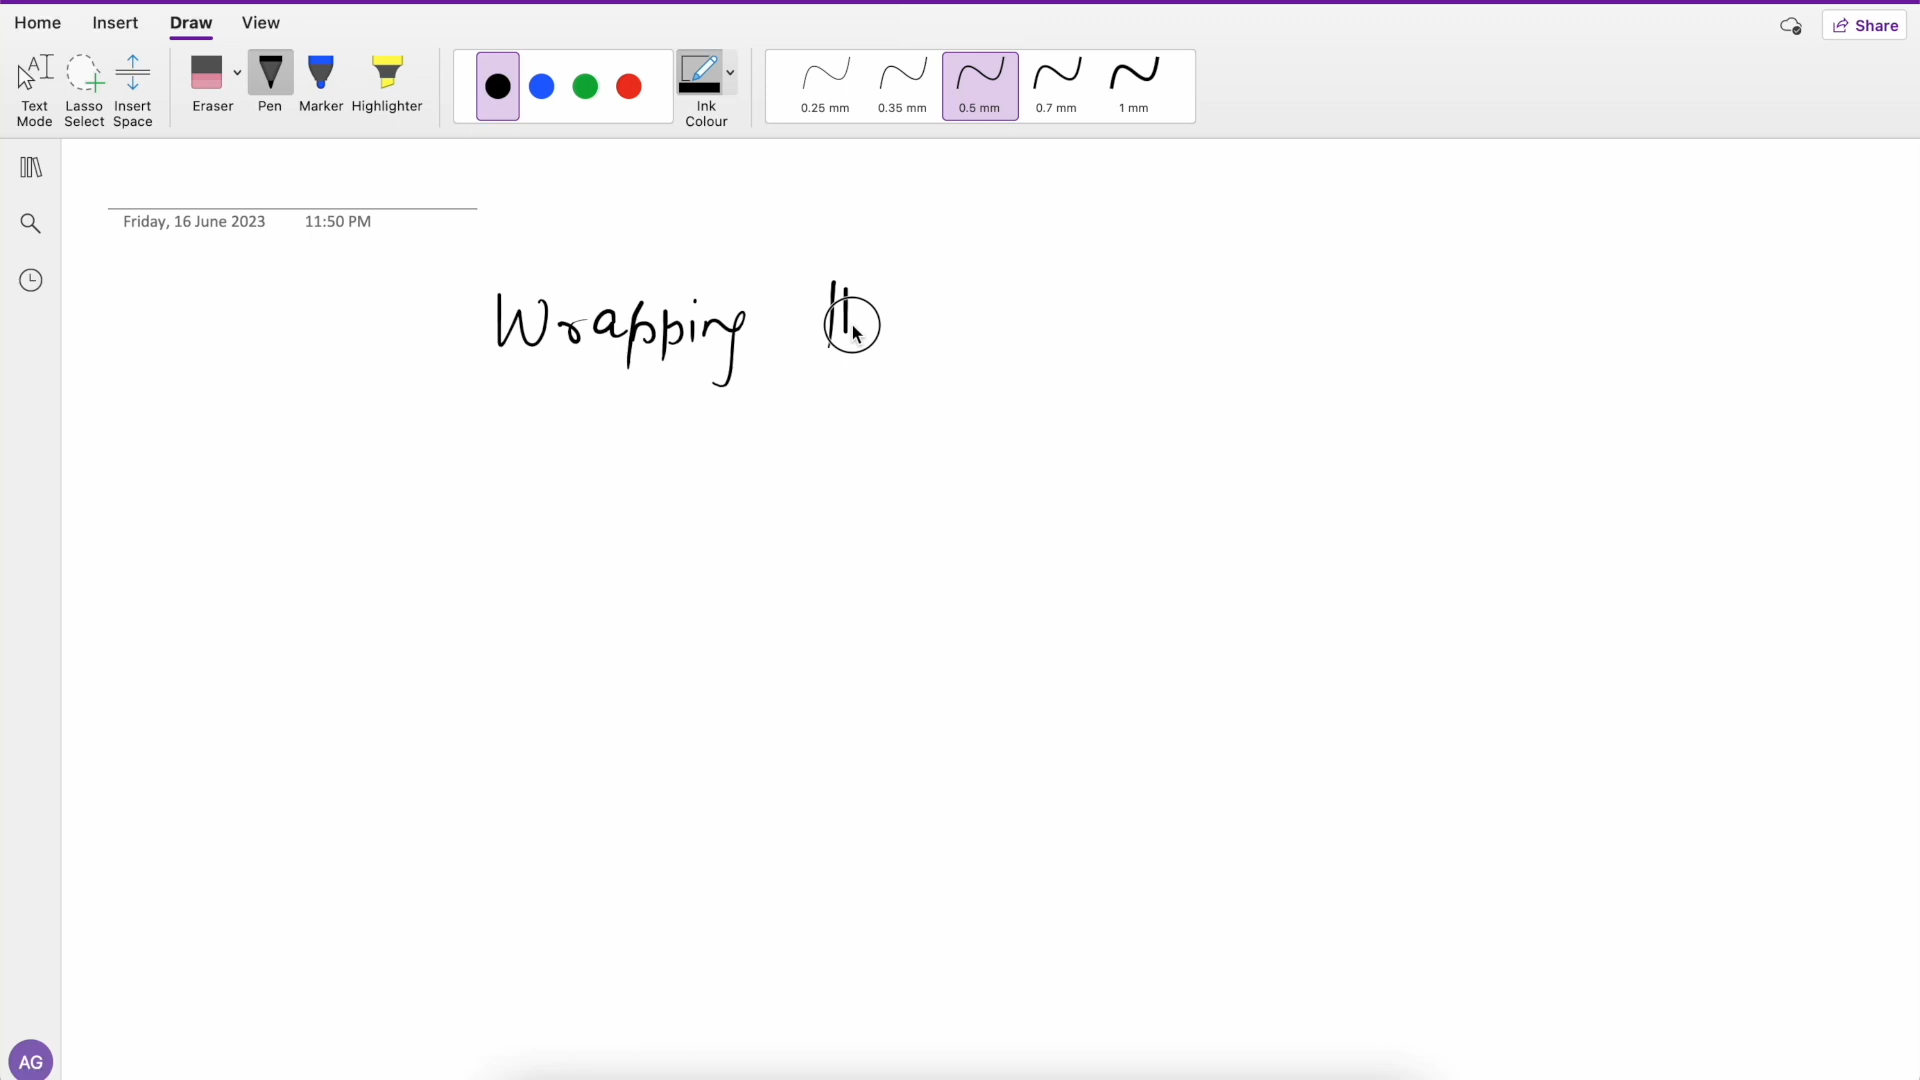 Home Insert Draw View
Share
Text Mode
Lasso Select
Insert Space
Eraser
Pen
Marker
Highlighter
Ink Colour
0.25 mm
0.35 mm
0.5 mm
0.7 mm
1 mm
Friday, 16 June 2023 11:50 PM
Wrapping
AG